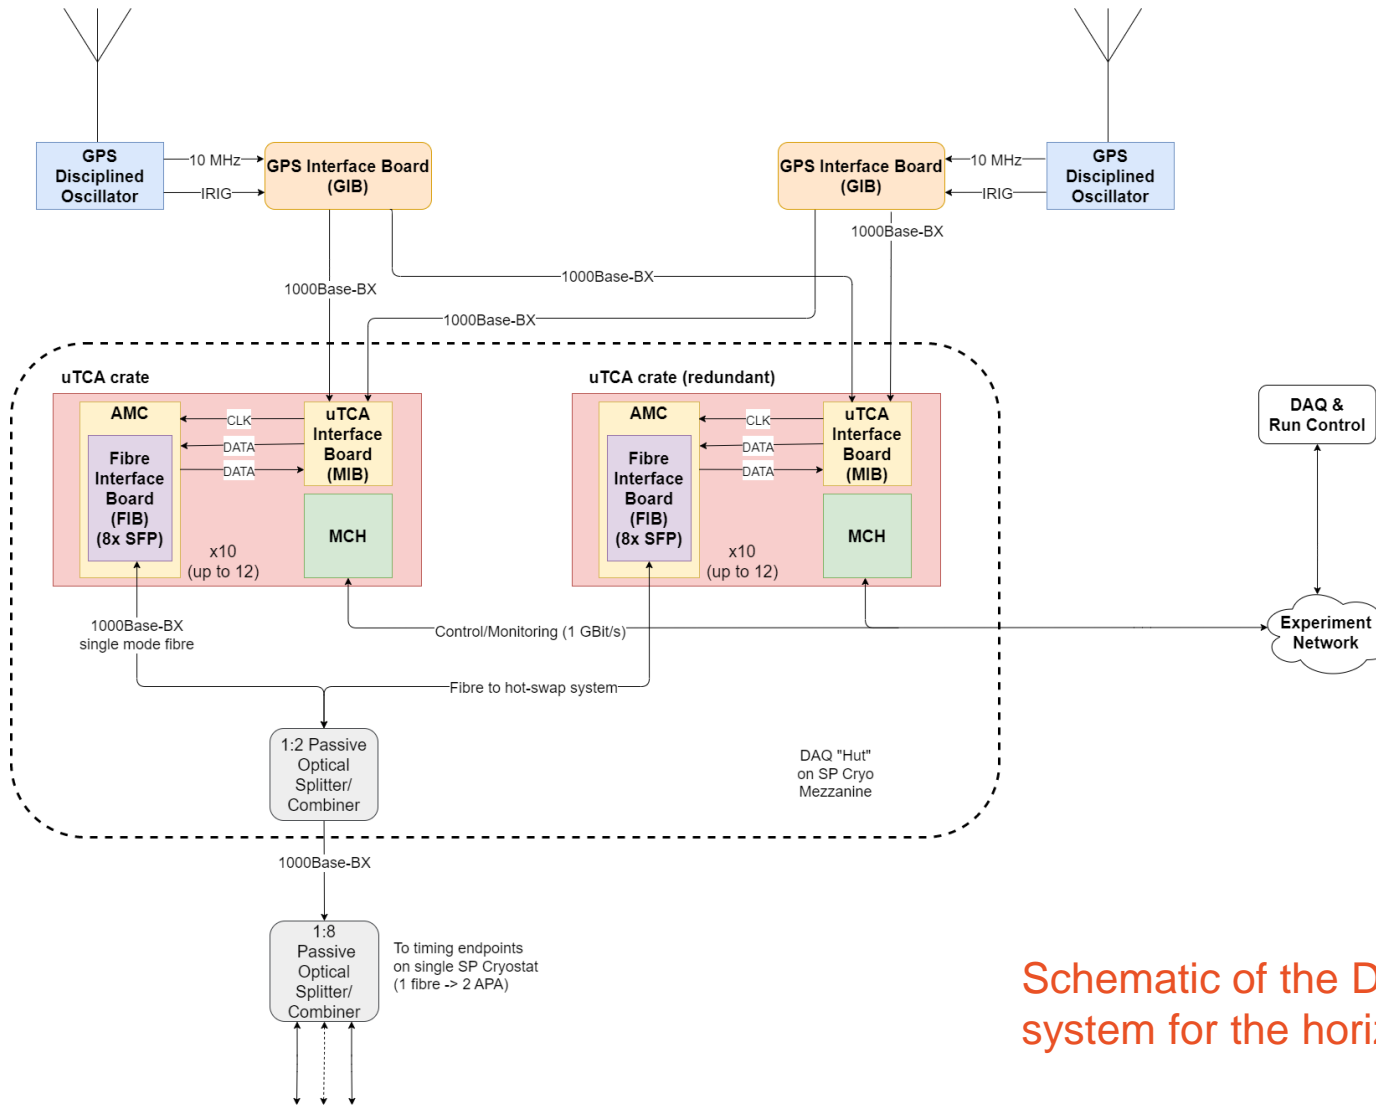 GPS
Disciplined
Oscillator
10 MHz
IRIG
GPS Interface Board
(GIB)
GPS Interface Board
(GIB)
10 MHz
IRIG
GPS
Disciplined
Oscillator
1000Base-BX
1000Base-BX
1000Base-BX
1000Base-BX
uTCA crate
AMC
Fibre
Interface
Board
(FIB)
(8x SFP)
CLK
DATA
DATA
uTCA
Interface
Board
(MIB)
MCH
x10
(up to 12)
uTCA crate (redundant)
AMC
Fibre
Interface
Board
(FIB)
(8x SFP)
CLK
DATA
DATA
uTCA
Interface
Board
(MIB)
MCH
x10
(up to 12)
DAQ &
Run Control
Experiment
Network
1000Base-BX
single mode fibre
Control/Monitoring (1 GBit/s)
Fibre to hot-swap system
1:2 Passive
Optical
Splitter/
Combiner
DAQ "Hut"
on SP Cryo
Mezzanine
1000Base-BX
1:8
Passive
Optical
Splitter/
Combiner
To timing endpoints
on single SP Cryostat
(1 fibre -> 2 APA)
Schematic of the D
system for the horiz